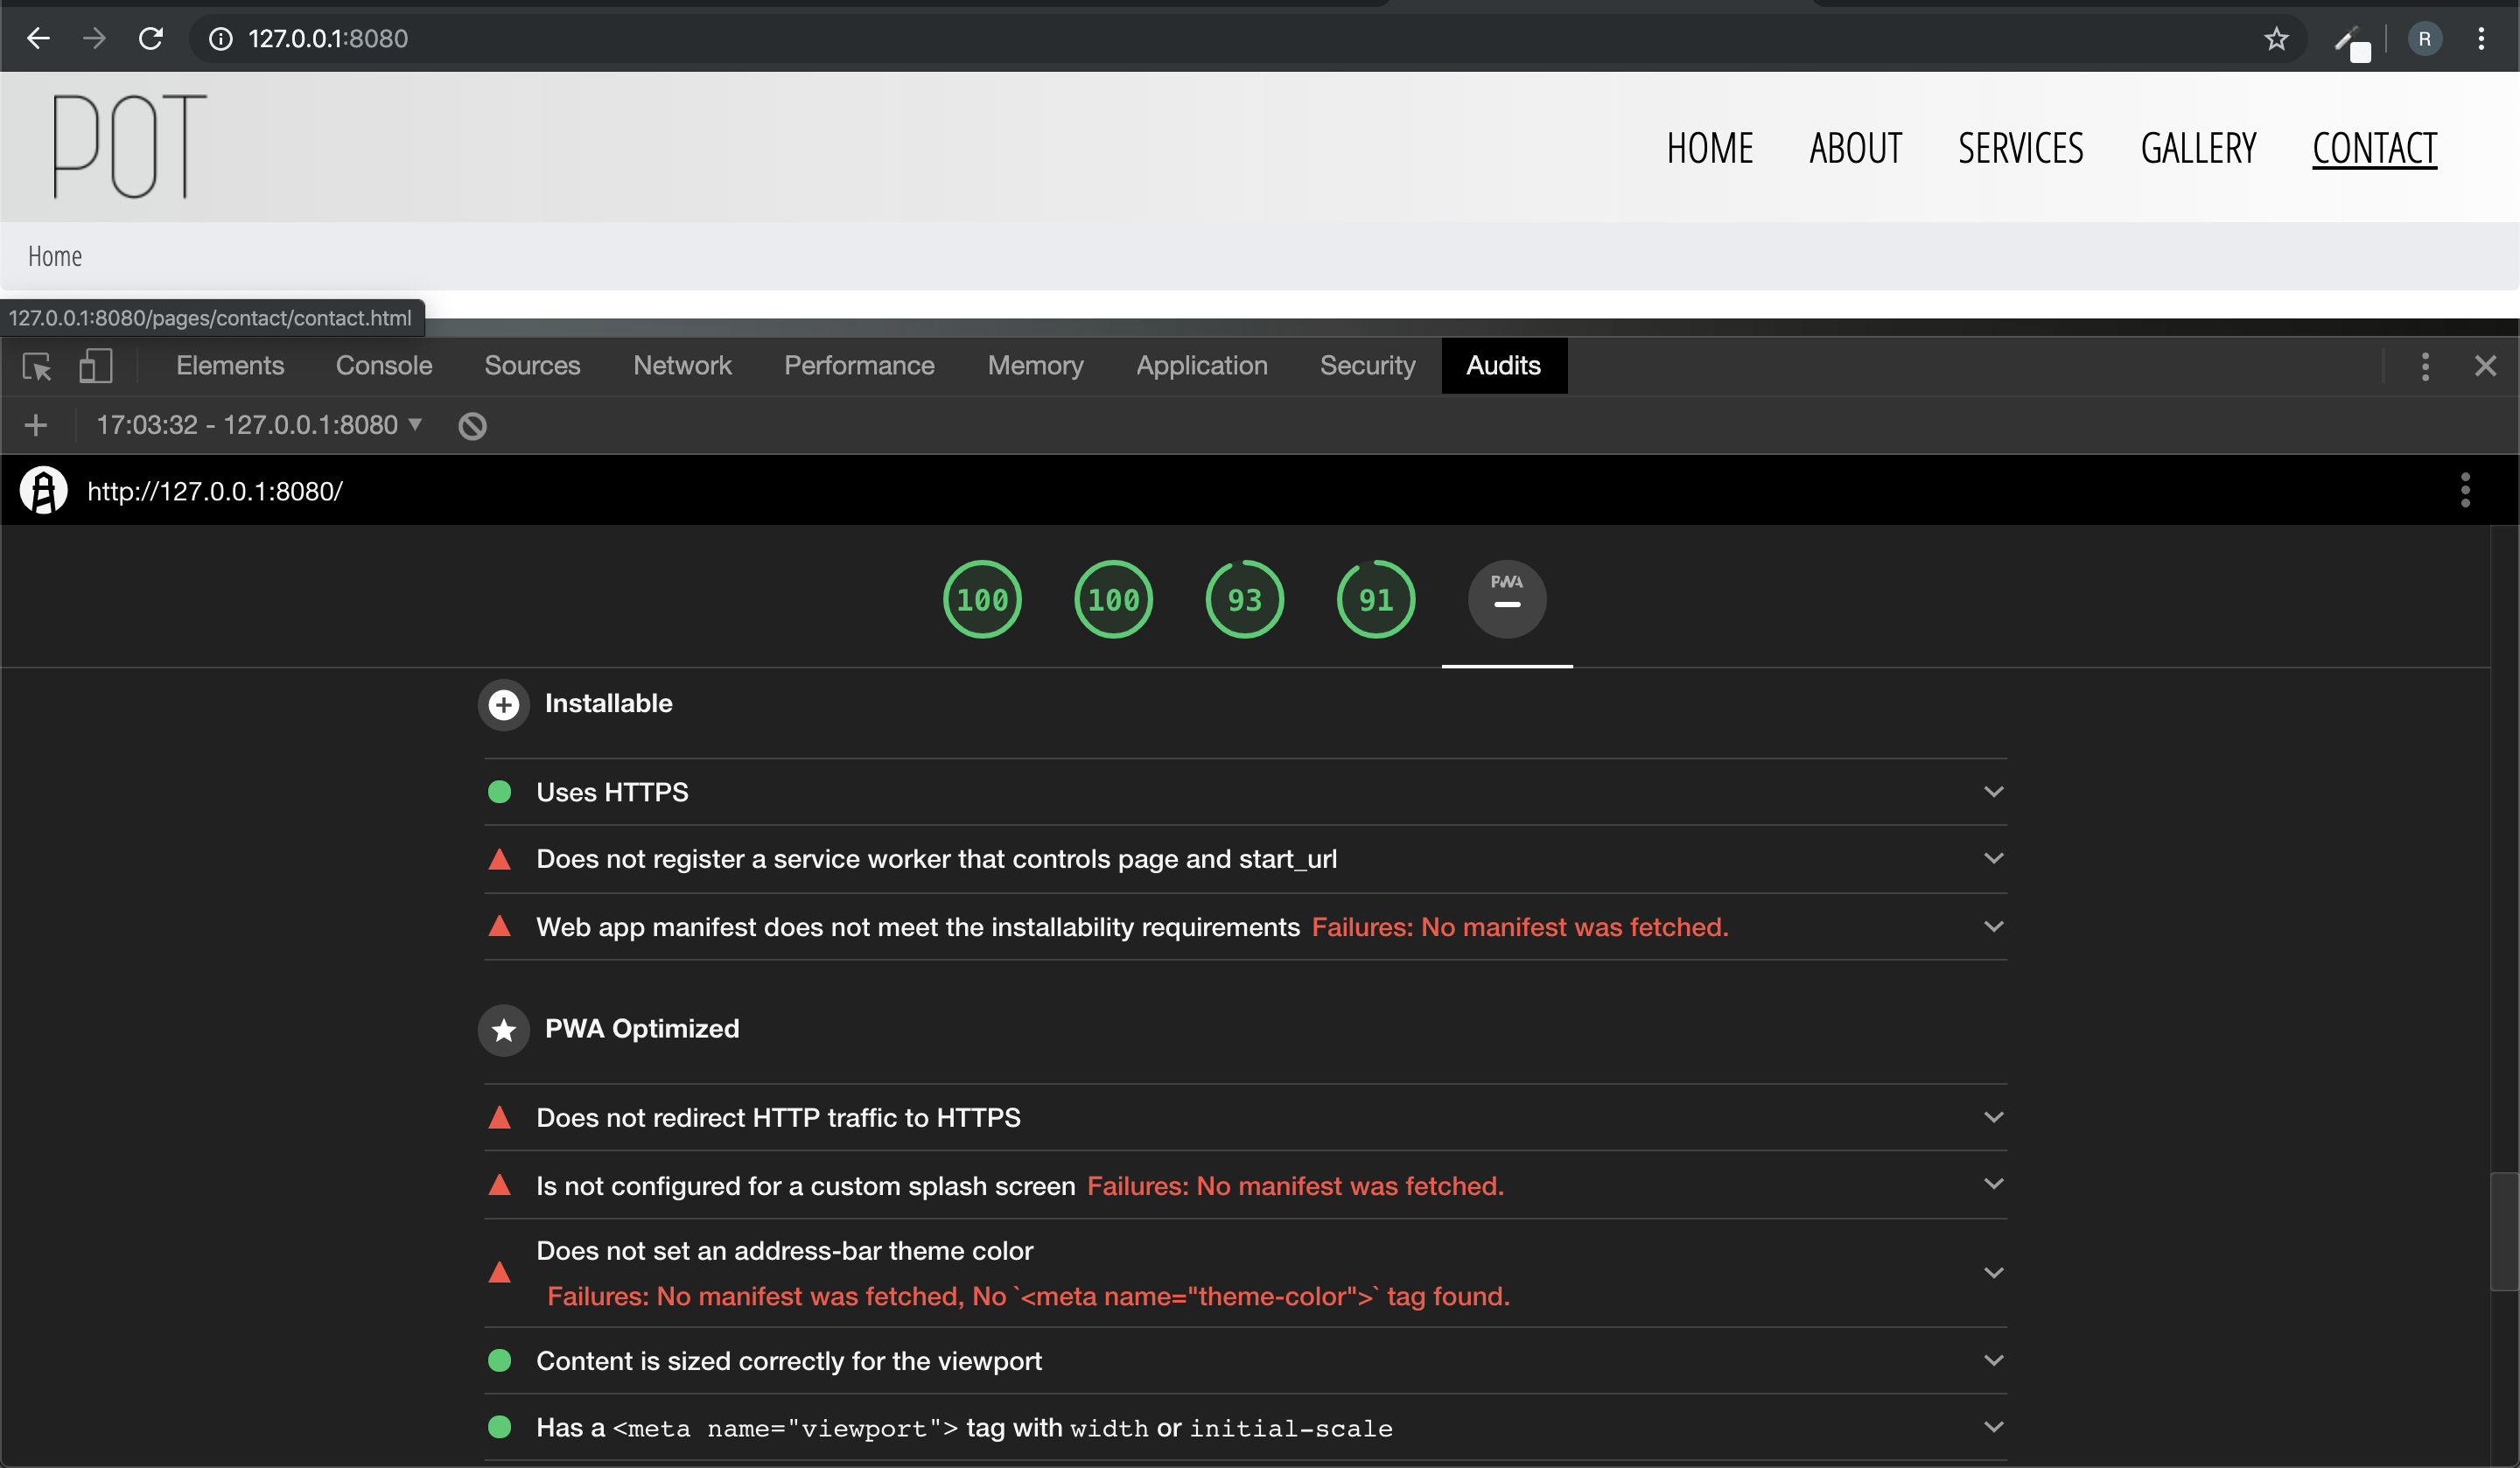 127.0.0.1:8080
R
POT
HOME ABOUT SERVICES GALLERY CONTACT
Home
127.0.0.1:8080/pages/contact/contact.html
Elements Console Sources Network Performance Memory Application Security Audits
17:03:32 - 127.0.0.1:8080
http://127.0.0.1:8080/
100 100 93 91 PWA
Installable
Uses HTTPS
Does not register a service worker that controls page and start_url
Web app manifest does not meet the installability requirements Failures: No manifest was fetched.
PWA Optimized
Does not redirect HTTP traffic to HTTPS
Is not configured for a custom splash screen Failures: No manifest was fetched.
Does not set an address-bar theme color
Failures: No manifest was fetched, No `<meta name="theme-color">` tag found.
Content is sized correctly for the viewport
Has a <meta name="viewport"> tag with width or initial-scale